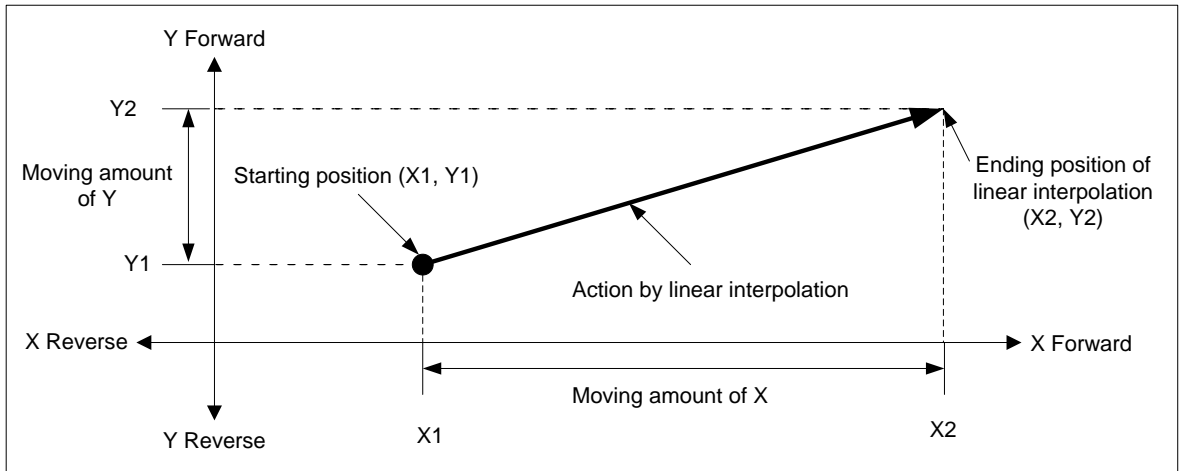 Y Forward
Y2
Moving amount
of Y
Starting position (X1, Y1)
Ending position of
linear interpolation
(X2, Y2)
Y1
Action by linear interpolation
X Reverse
X Forward
Moving amount of X
Y Reverse
X1
X2